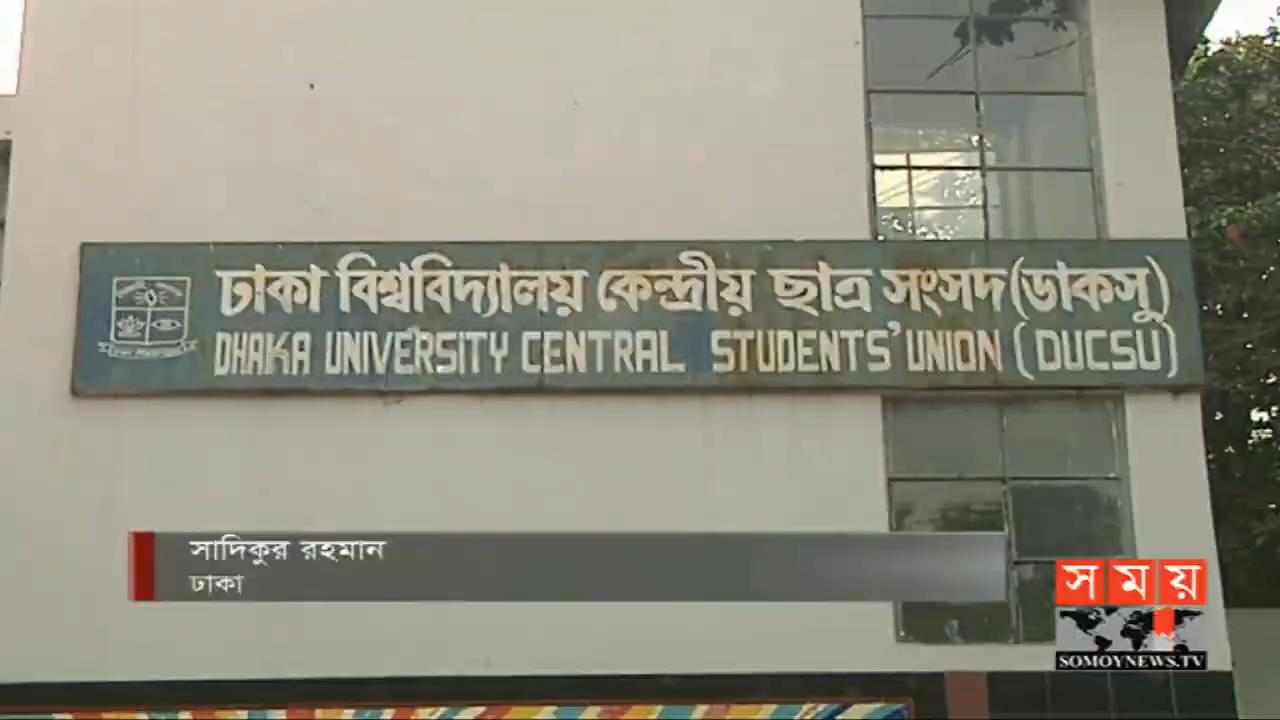 ঢাকা বিশ্ববিদ্যালয় কেন্দ্রীয় ছাত্র সংসদ (ডাকসু)
DHAKA UNIVERSITY CENTRAL STUDENTS' UNION (DUCSU)
সাদিকুর রহমান
ঢাকা
সময়
SOMOYNEWS.TV